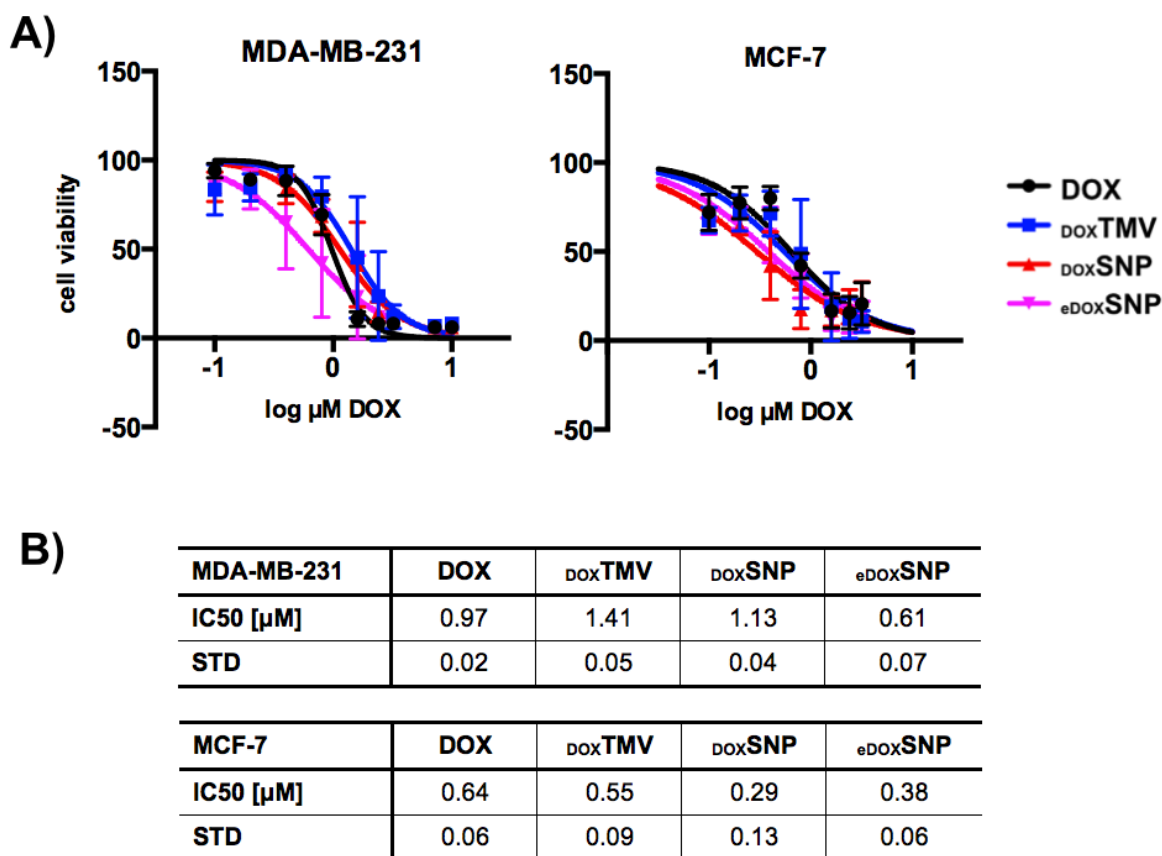 A)
MDA-MB-231
MCF-7
150
100
50
0
-50
cell viability
-1 0 1
log µM DOX
150
100
50
0
-50
-1 0 1
log µM DOX
DOX
DOXTMV
DOXSNP
eDOXSNP
B)
MDA-MB-231 DOX DOXTMV DOXSNP eDOXSNP
IC50 [µM] 0.97 1.41 1.13 0.61
STD 0.02 0.05 0.04 0.07
MCF-7 DOX DOXTMV DOXSNP eDOXSNP
IC50 [µM] 0.64 0.55 0.29 0.38
STD 0.06 0.09 0.13 0.06